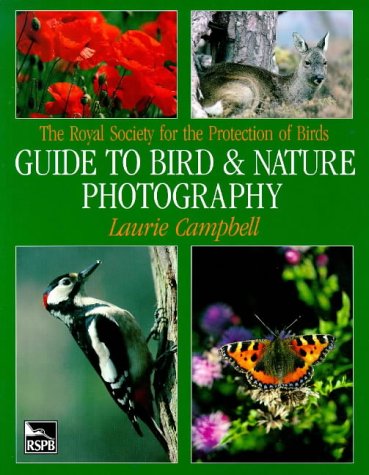 The Royal Society for the Protection of Birds
GUIDE TO BIRD & NATURE
PHOTOGRAPHY
Laurie Campbell
RSPB